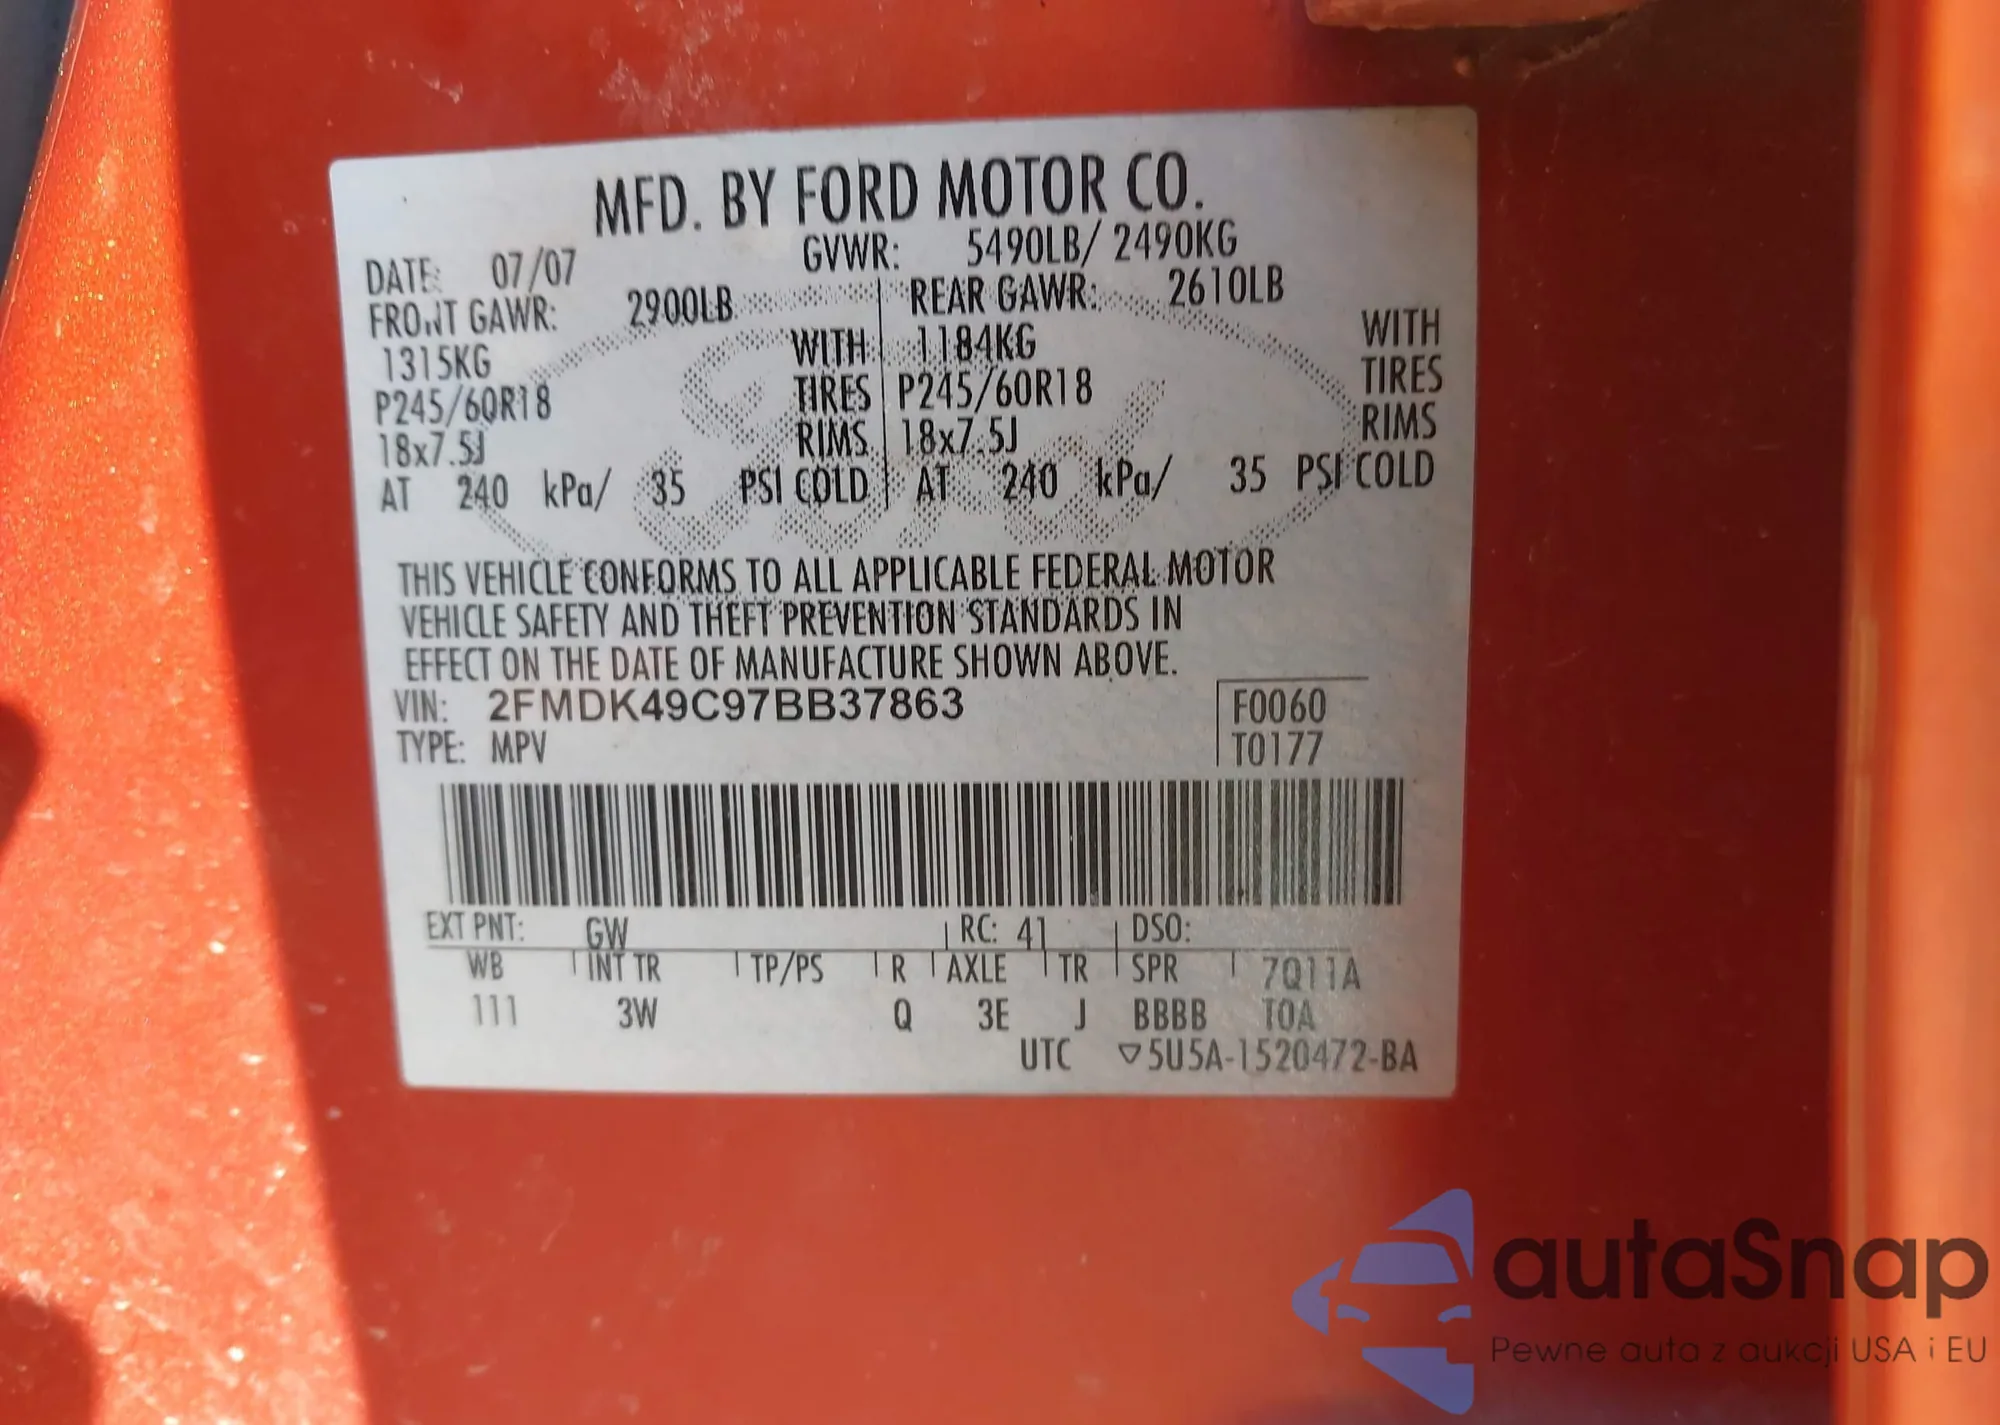 MFD. BY FORD MOTOR CO.
DATE: 07/07 GVWR: 5490LB/ 2490KG
FRONT GAWR: 2900LB REAR GAWR: 2610LB
1315KG WITH 1184KG WITH
P245/60R18 TIRES P245/60R18 TIRES
18x7.5J RIMS 18x7.5J RIMS
AT 240 kPa/ 35 PSI COLD AT 240 kPa/ 35 PSI COLD
THIS VEHICLE CONFORMS TO ALL APPLICABLE FEDERAL MOTOR
VEHICLE SAFETY AND THEFT PREVENTION STANDARDS IN
EFFECT ON THE DATE OF MANUFACTURE SHOWN ABOVE.
VIN: 2FMDK49C97BB37863 F0060
TYPE: MPV T0177
EXT PNT: GW RC: 41 DSO:
WB INT TR TP/PS R AXLE TR SPR 7Q11A
111 3W Q 3E J BBBB TOA
UTC ▽5U5A-1520472-BA
autaSnap
Pewne auta z aukcji USA i EU